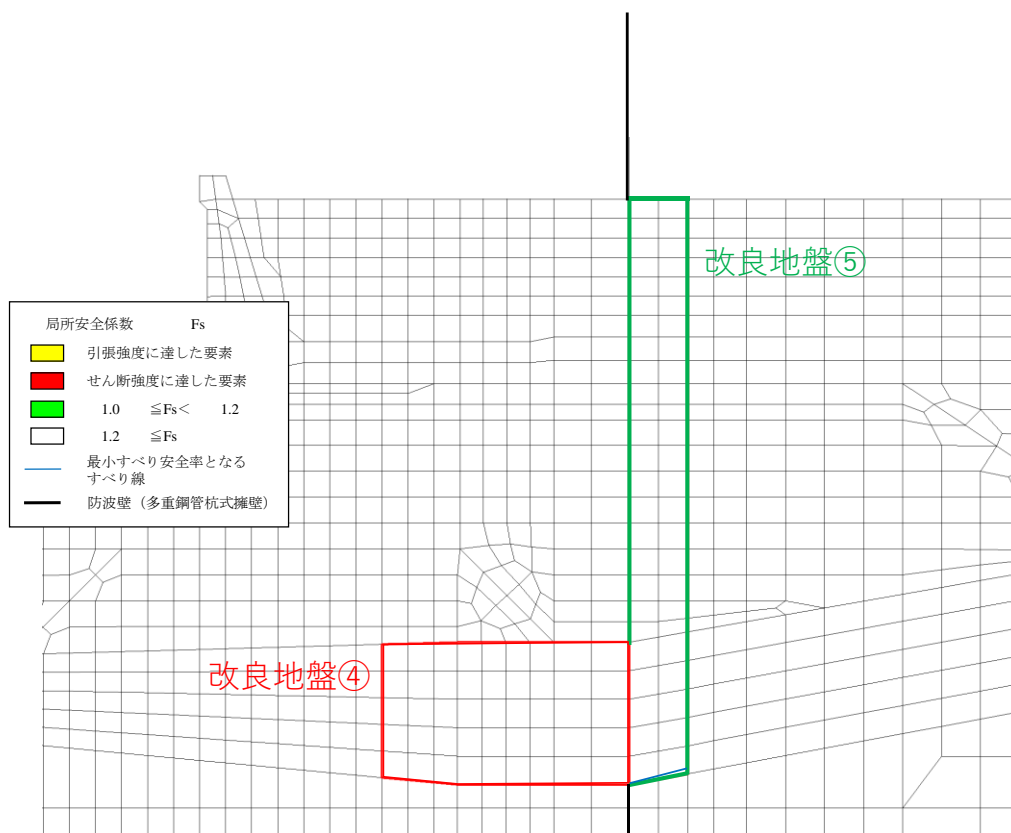 改良地盤⑤
局所安全係数 Fs
引張強度に達した要素
せん断強度に達した要素
1.0 ≦Fs< 1.2
1.2 ≦Fs
最小すべり安全率となる
すべり線
防波壁（多重鋼管杭式擁壁）
改良地盤④